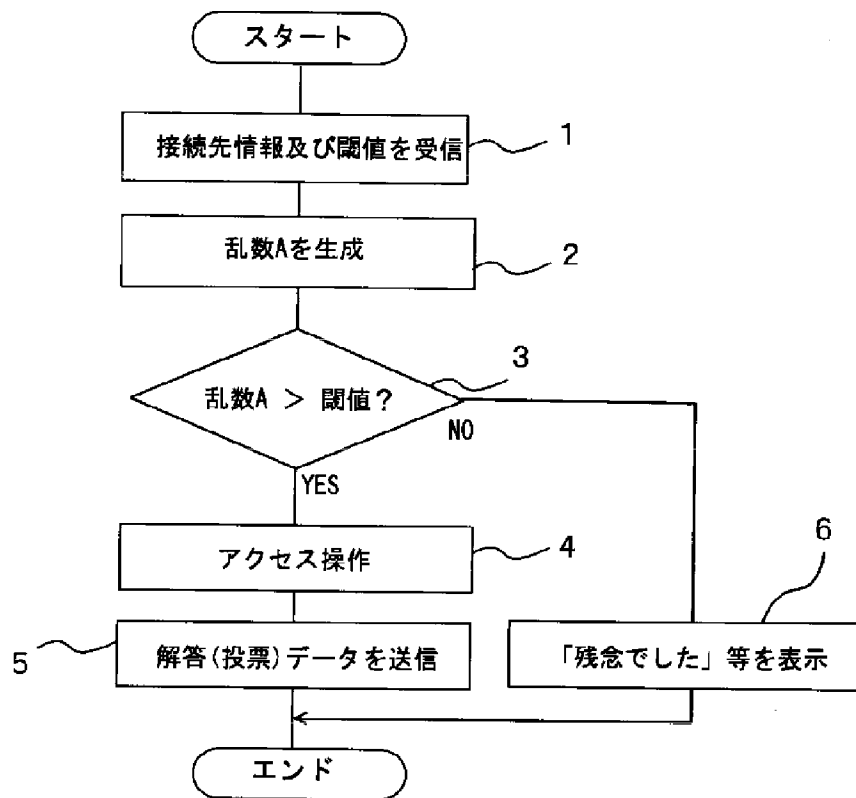 スタート
接続先情報及び閾値を受信
1
乱数Aを生成
2
乱数A > 閾値?
3
NO
YES
アクセス操作
4
6
5
解答(投票)データを送信
「残念でした」等を表示
エンド